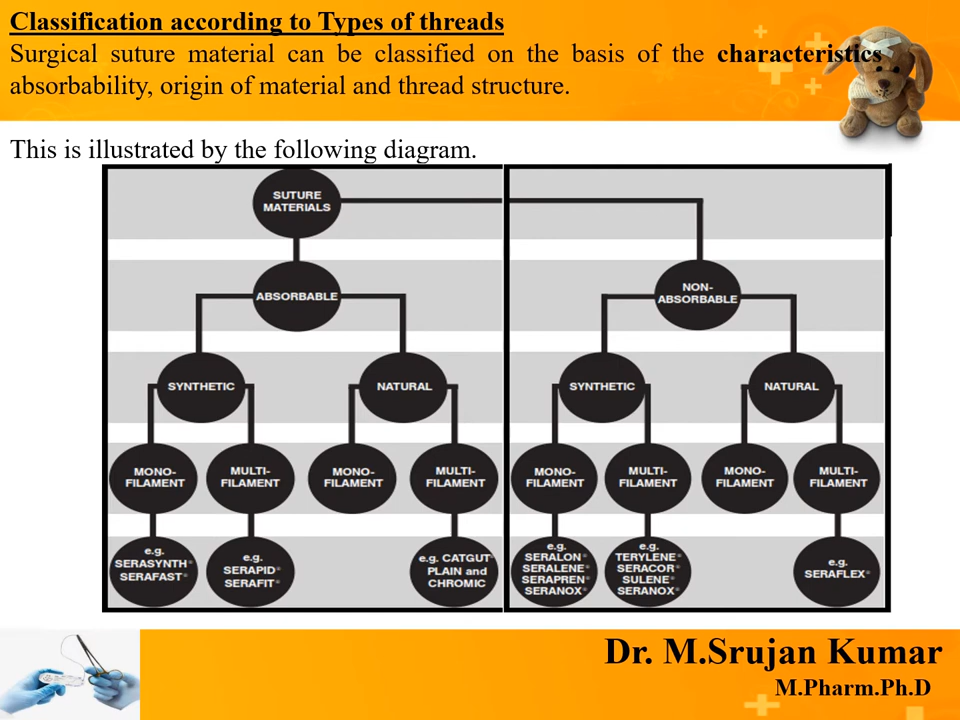 Classification according to Types of threads
Surgical suture material can be classified on the basis of the characteristics
absorbability, origin of material and thread structure.
This is illustrated by the following diagram.
SUTURE
MATERIALS
ABSORBABLE
NON-
ABSORBABLE
SYNTHETIC
NATURAL
SYNTHETIC
NATURAL
MONO-
FILAMENT
MULTI-
FILAMENT
MONO-
FILAMENT
MULTI-
FILAMENT
MONO-
FILAMENT
MULTI-
FILAMENT
MONO-
FILAMENT
MULTI-
FILAMENT
e.g.
SERASYNTH®
SERAFAST®
e.g.
SERAPID®
SERAFIT®
e.g. CATGUT®
PLAIN and
CHROMIC
e.g.
SERALON®
SERALENE®
SERAPREN®
SERANOX®
e.g.
TERYLENE®
SERACOR®
SULENE®
SERANOX®
e.g.
SERAFLEX®
Dr. M.Srujan Kumar
M.Pharm.Ph.D